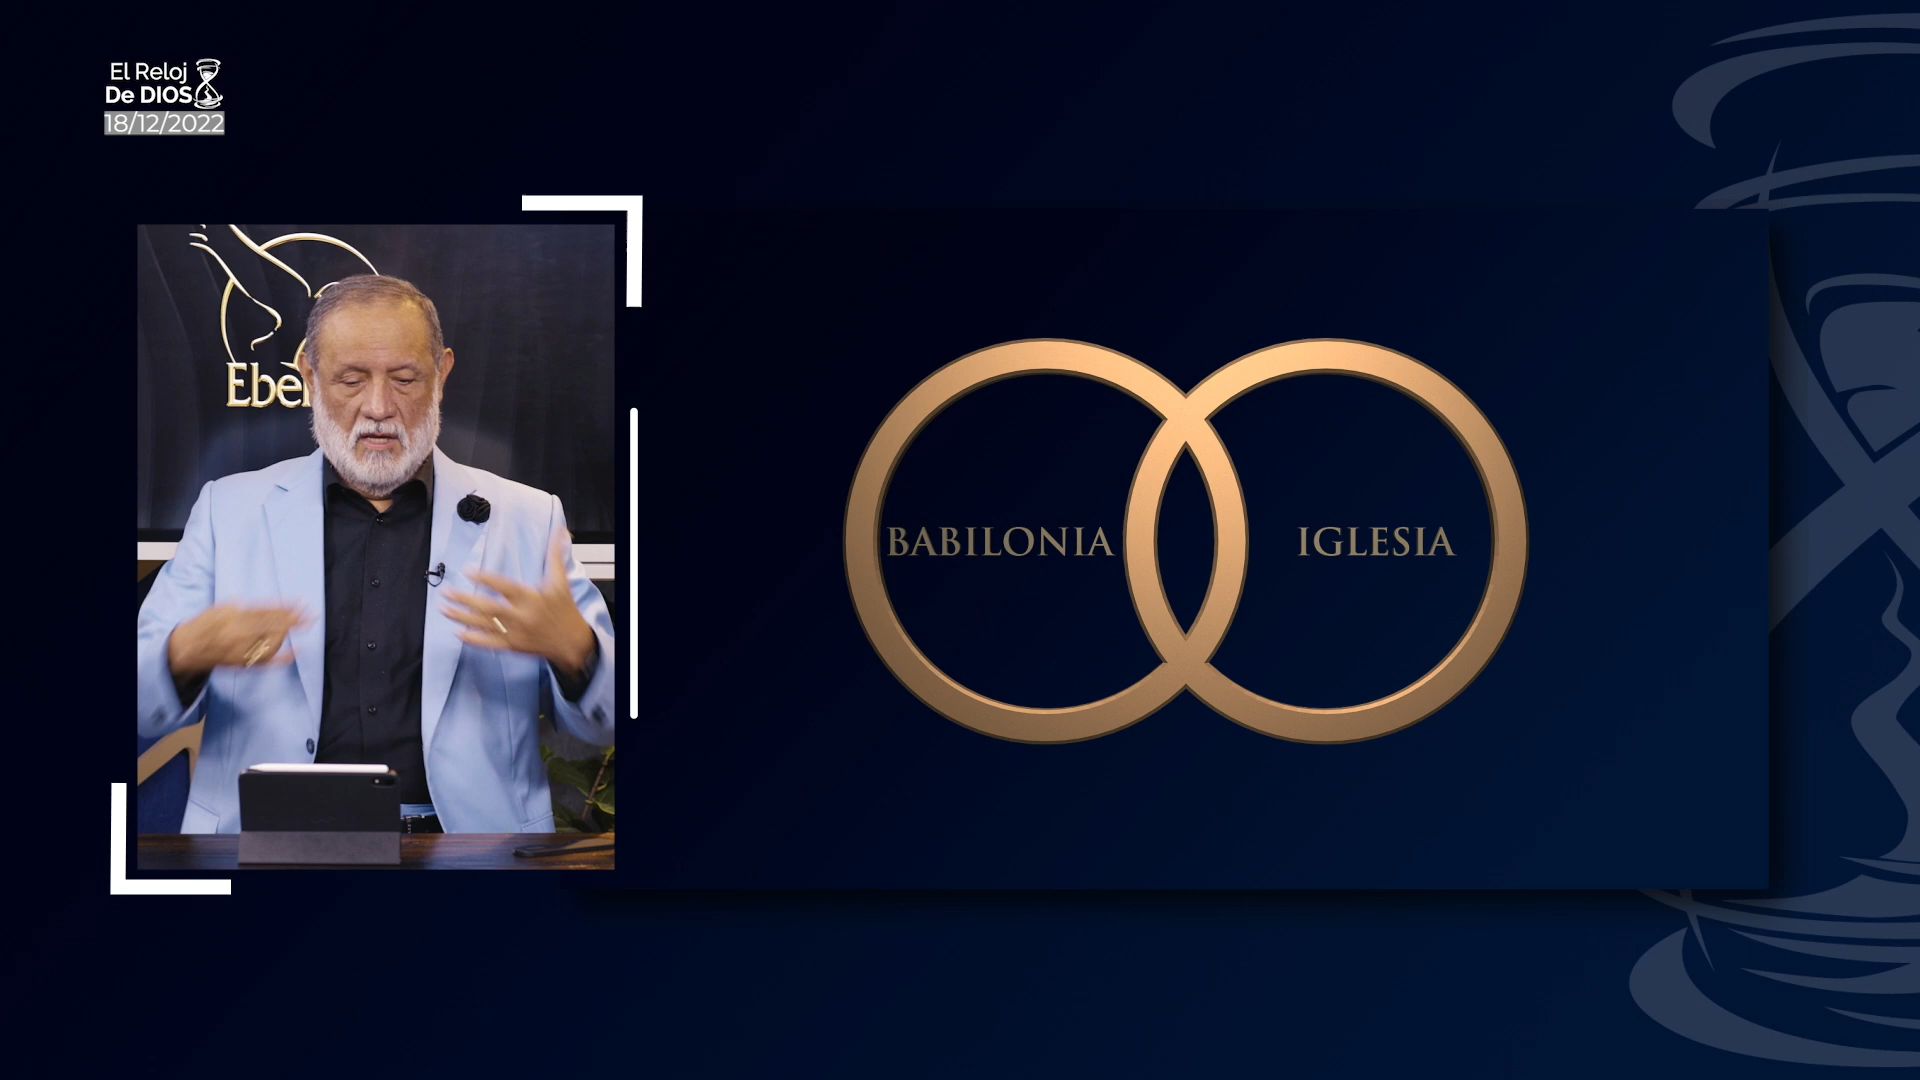 El Reloj
De DIOS
18/12/2022
BABILONIA
IGLESIA